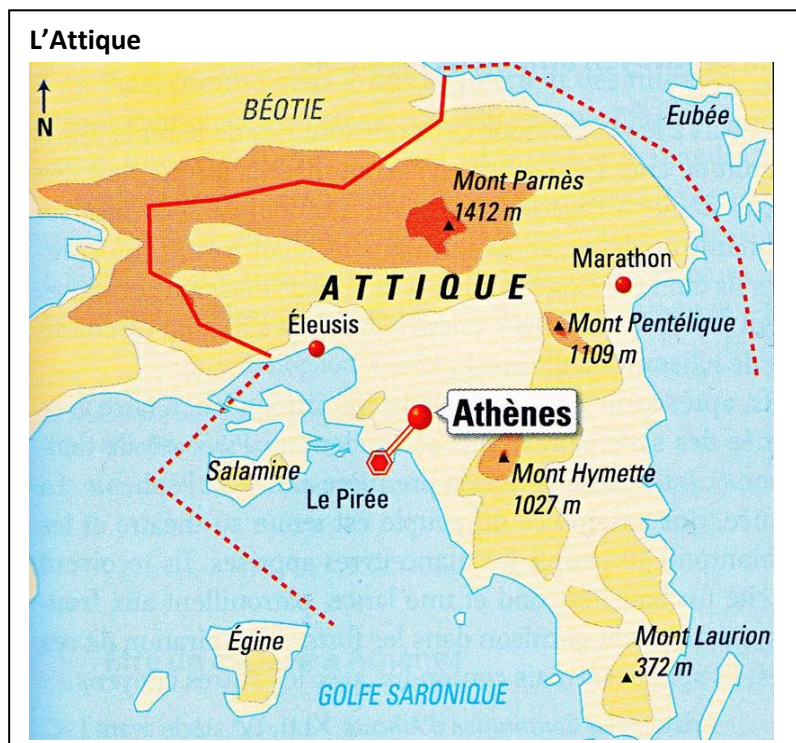 L'Attique
N
BÉOTIE
Eubée
Mont Parnès
1412 m
Marathon
ATTIQUE
Éleusis
Mont Pentélique
1109 m
Athènes
Salamine
Mont Hymette
1027 m
Le Pirée
Égine
Mont Laurion
372 m
GOLFE SARONIQUE